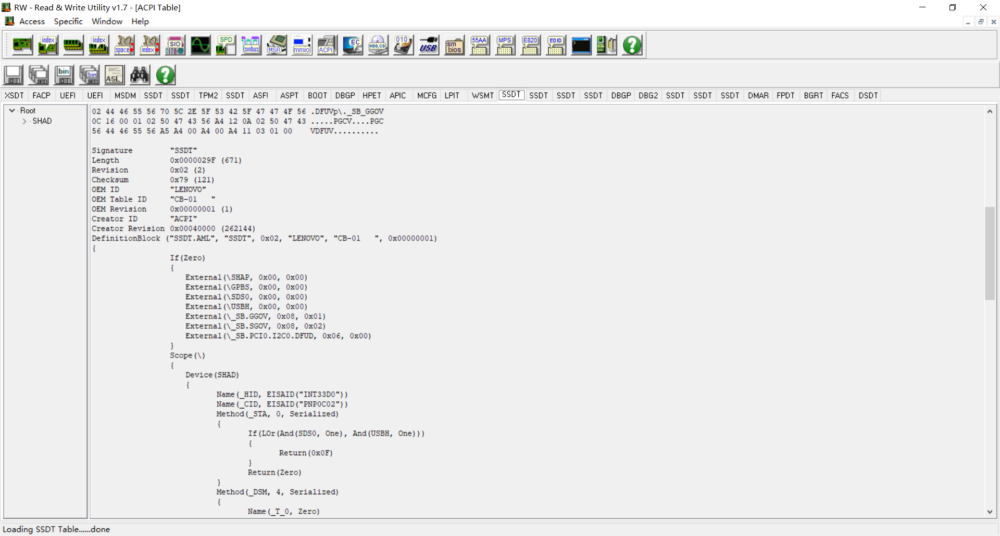 RW - Read & Write Utility v1.7 - [ACPI Table]
Access Specific Window Help
index index space index SIO SPD smbus MSR mmio ACPI EC HDD,CD 010 USB sm bios 55AA MPS E820 EDID
bin bin ASL
XSDT FACP UEFI UEFI MSDM SSDT SSDT TPM2 SSDT ASF! ASPT BOOT DBGP HPET APIC MCFG LPIT WSMT SSDT SSDT SSDT SSDT DBGP DBG2 SSDT SSDT SSDT DMAR FPDT BGRT FACS DSDT
Root
SHAD
02 44 46 55 56 70 5C 2E 5F 53 42 5F 47 47 4F 56 .DFUVp\._SB_GGOV
0C 16 00 01 02 50 47 43 56 A4 12 0A 02 50 47 43 .....PGCV....PGC
56 44 46 55 56 A5 A4 00 A4 00 A4 11 03 01 00 VDFUV..........
Signature "SSDT"
Length 0x0000029F (671)
Revision 0x02 (2)
Checksum 0x79 (121)
OEM ID "LENOVO"
OEM Table ID "CB-01   "
OEM Revision 0x00000001 (1)
Creator ID "ACPI"
Creator Revision 0x00040000 (262144)
DefinitionBlock ("SSDT.AML", "SSDT", 0x02, "LENOVO", "CB-01   ", 0x00000001)
{
If(Zero)
{
External(\SHAP, 0x00, 0x00)
External(\GPBS, 0x00, 0x00)
External(\SDS0, 0x00, 0x00)
External(\USBH, 0x00, 0x00)
External(\_SB.GGOV, 0x08, 0x01)
External(\_SB.SGOV, 0x08, 0x02)
External(\_SB.PCI0.I2C0.DFUD, 0x06, 0x00)
}
Scope(\)
{
Device(SHAD)
{
Name(_HID, EISAID("INT33D0"))
Name(_CID, EISAID("PNP0C02"))
Method(_STA, 0, Serialized)
{
If(LOr(And(SDS0, One), And(USBH, One)))
{
Return(0x0F)
}
Return(Zero)
}
Method(_DSM, 4, Serialized)
{
Name(_T_0, Zero)
Loading SSDT Table......done